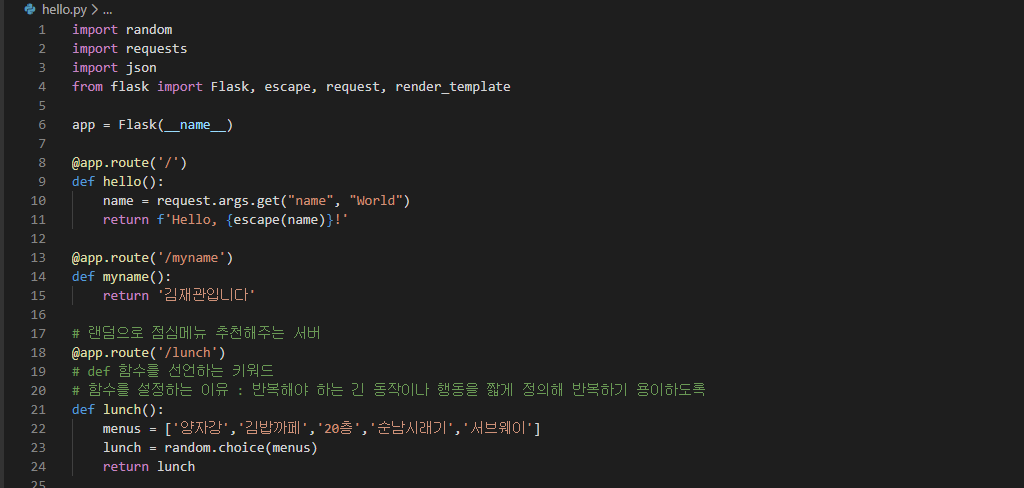 hello.py > ...
1 import random
2 import requests
3 import json
4 from flask import Flask, escape, request, render_template
5
6 app = Flask(__name__)
7
8 @app.route('/')
9 def hello():
10     name = request.args.get("name", "World")
11     return f'Hello, {escape(name)}!'
12
13 @app.route('/myname')
14 def myname():
15     return '김재관입니다'
16
17 # 랜덤으로 점심메뉴 추천해주는 서버
18 @app.route('/lunch')
19 # def 함수를 선언하는 키워드
20 # 함수를 설정하는 이유 : 반복해야 하는 긴 동작이나 행동을 짧게 정의해 반복하기 용이하도록
21 def lunch():
22     menus = ['양자강','김밥까페','20층','순남시래기','서브웨이']
23     lunch = random.choice(menus)
24     return lunch
25